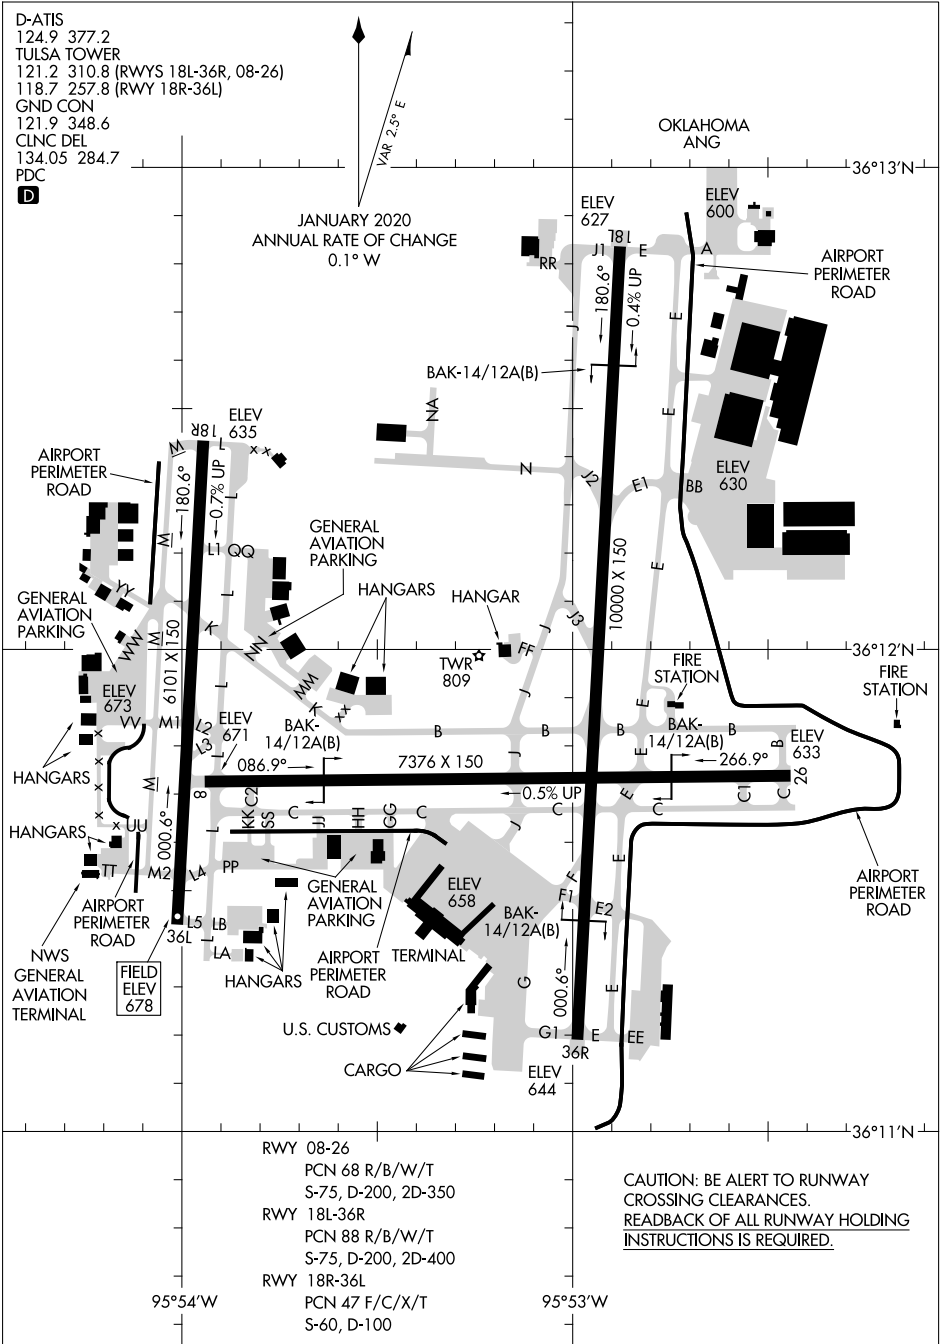 D-ATIS
124.9 377.2
TULSA TOWER
121.2 310.8 (RWYS 18L-36R, 08-26)
118.7 257.8 (RWY 18R-36L)
GND CON
121.9 348.6
CLNC DEL
134.05 284.7
PDC
D
VAR 2.5° E
JANUARY 2020
ANNUAL RATE OF CHANGE
0.1° W
OKLAHOMA
ANG
36°13'N
ELEV
627
ELEV
600
18L
J1
E
A
RR
AIRPORT
PERIMETER
ROAD
180.6°
0.4% UP
E
J
BAK-14/12A(B)
NA
E
ELEV
635
18R
L
x x
M
AIRPORT
PERIMETER
ROAD
180.6°
0.7% UP
L
N
J2
E1
BB
ELEV
630
M
L1
QQ
GENERAL
AVIATION
PARKING
10000 X 150
E
YY
L
HANGARS
HANGAR
GENERAL
AVIATION
PARKING
WW
M
6101 X 150
K
NN
J
J3
FF
TWR
809
36°12'N
FIRE
STATION
FIRE
STATION
ELEV
673
L
MM
K
xx
J
E
VV
M1
L2
L3
L
ELEV
671
BAK-
14/12A(B)
B
B
B
BAK-
14/12A(B)
B
ELEV
633
x
x
x
x
x
HANGARS
M
086.9°
7376 X 150
J
E
266.9°
26
8
0.5% UP
HANGARS
UU
000.6°
L
KK
C2
SS
C
JJ
HH
GG
C
J
E
C
C1
C
TT
M2
L4
PP
AIRPORT
PERIMETER
ROAD
GENERAL
AVIATION
PARKING
ELEV
658
F
E
F1
E2
BAK-
14/12A(B)
AIRPORT
PERIMETER
ROAD
L5
LB
36L
L
LA
NWS
GENERAL
AVIATION
TERMINAL
FIELD
ELEV
678
HANGARS
AIRPORT
PERIMETER
ROAD
TERMINAL
G
000.6°
E
U.S. CUSTOMS
G1
E
EE
36R
CARGO
ELEV
644
36°11'N
RWY 08-26
PCN 68 R/B/W/T
S-75, D-200, 2D-350
RWY 18L-36R
PCN 88 R/B/W/T
S-75, D-200, 2D-400
RWY 18R-36L
PCN 47 F/C/X/T
S-60, D-100
CAUTION: BE ALERT TO RUNWAY
CROSSING CLEARANCES.
READBACK OF ALL RUNWAY HOLDING
INSTRUCTIONS IS REQUIRED.
95°54'W
95°53'W